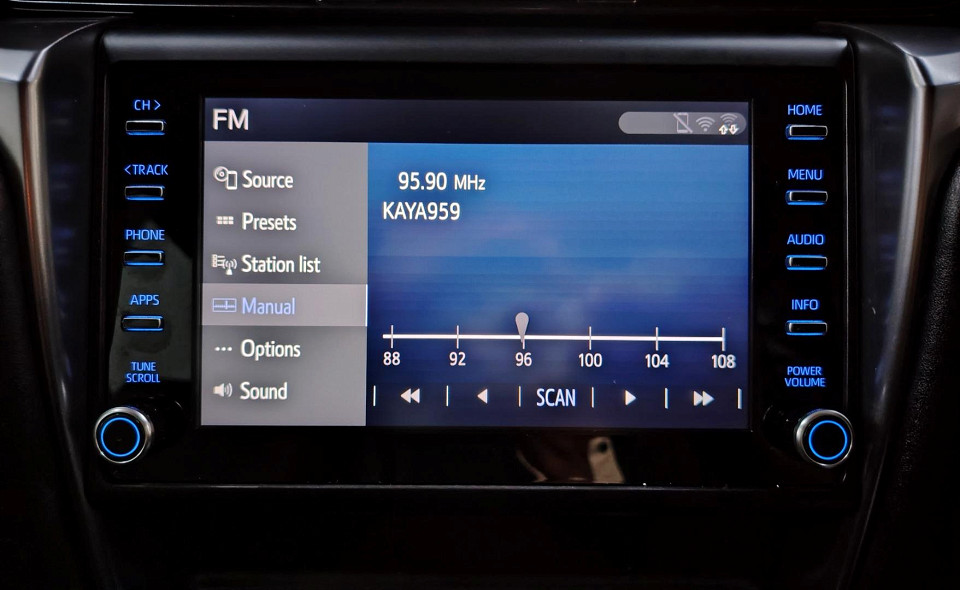 CH >
< TRACK
PHONE
APPS
TUNE
SCROLL
FM
Source
Presets
Station list
Manual
Options
Sound
95.90 MHz
KAYA959
88 92 96 100 104 108
SCAN
HOME
MENU
AUDIO
INFO
POWER
VOLUME